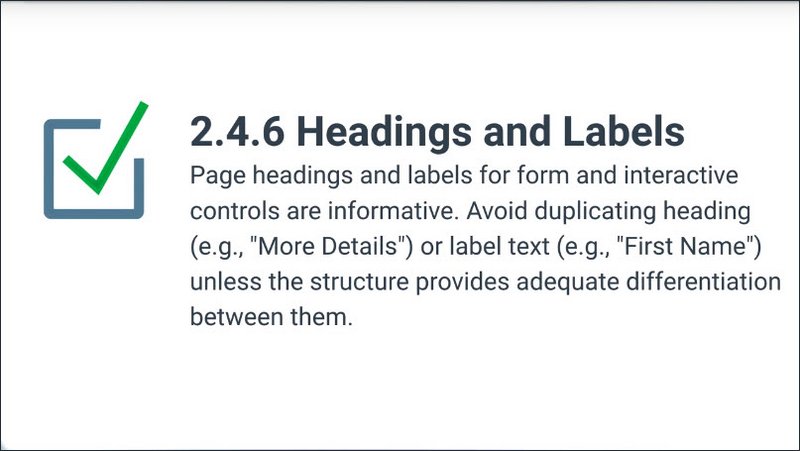 2.4.6 Headings and Labels
Page headings and labels for form and interactive
controls are informative. Avoid duplicating heading
(e.g., "More Details") or label text (e.g., "First Name")
unless the structure provides adequate differentiation
between them.